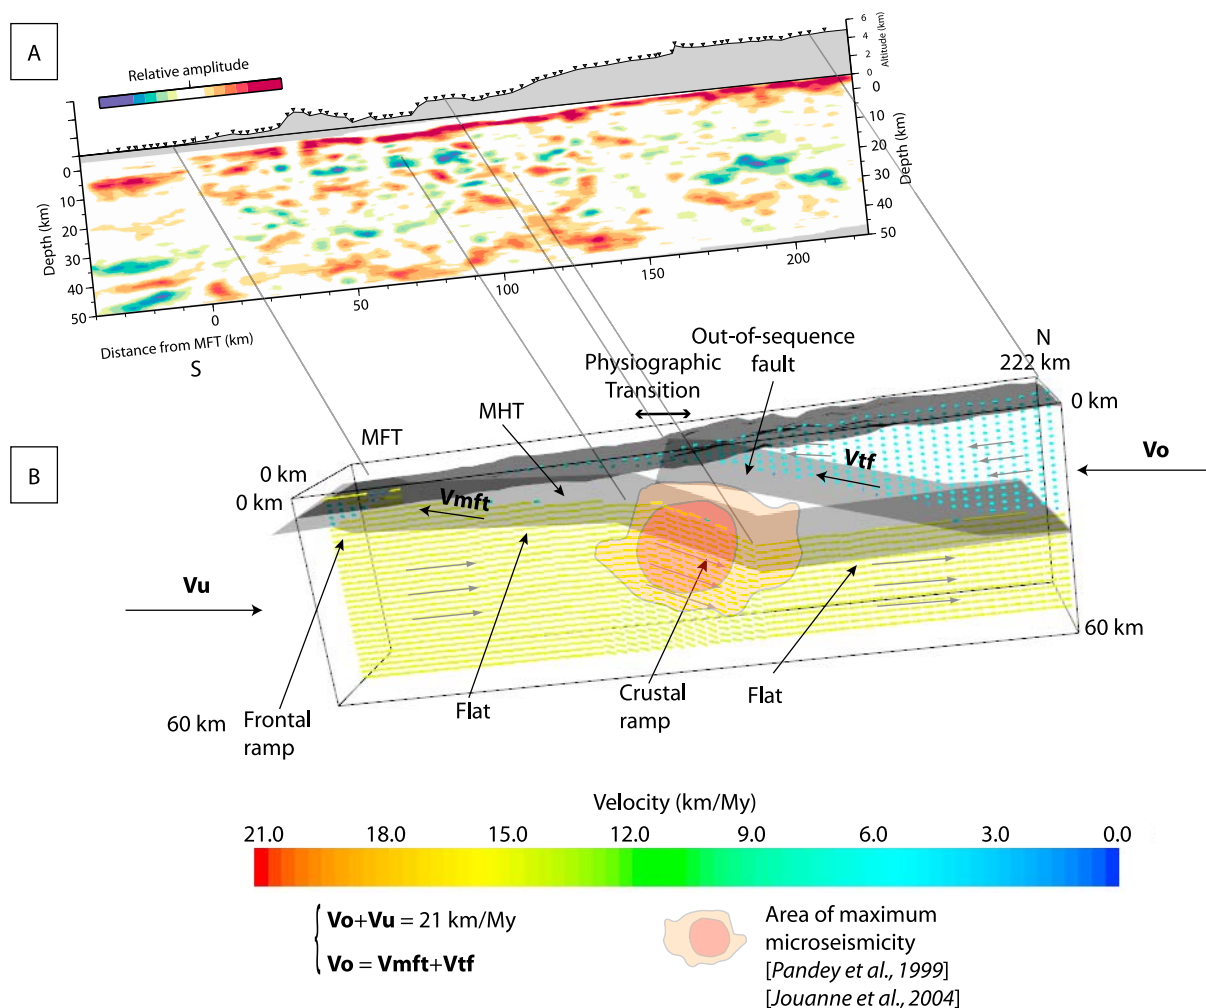 A
Relative amplitude
6
4
2
0
Altitude (km)
0
10
20
30
40
50
Depth (km)
0
10
20
30
40
50
Depth (km)
0
50
100
150
200
Distance from MFT (km)
S
N
222 km
Out-of-sequence
fault
Physiographic
Transition
MHT
MFT
B
0 km
0 km
0 km
Vmft
Vtf
Vo
Vu
60 km
60 km
Frontal
ramp
Flat
Crustal
ramp
Flat
Velocity (km/My)
21.0 18.0 15.0 12.0 9.0 6.0 3.0 0.0
Vo+Vu = 21 km/My
Vo = Vmft+Vtf
Area of maximum
microseismicity
[Pandey et al., 1999]
[Jouanne et al., 2004]